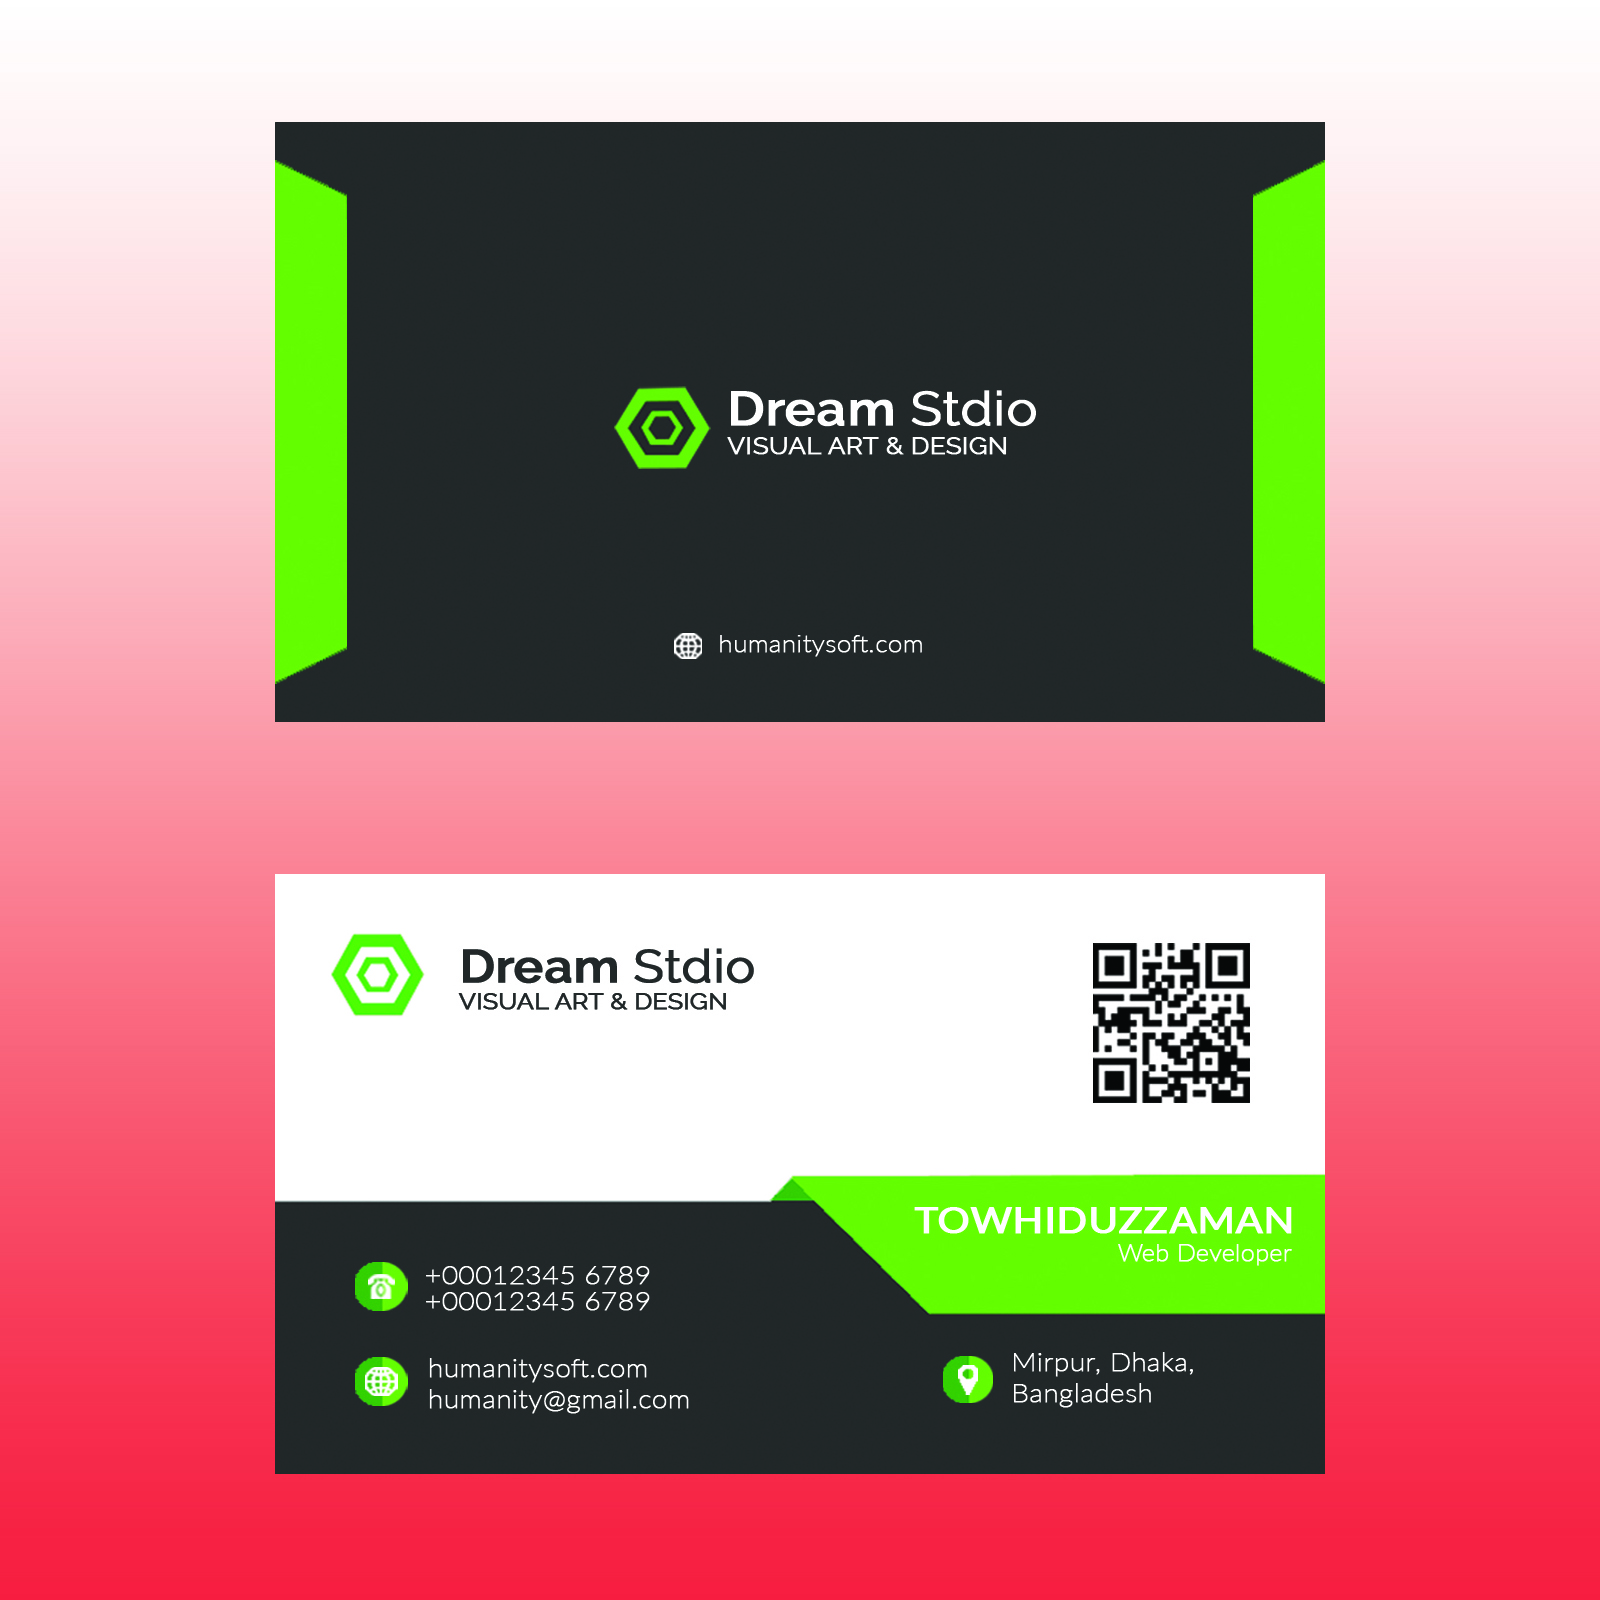 Dream Stdio
VISUAL ART & DESIGN
humanitysoft.com
Dream Stdio
VISUAL ART & DESIGN
TOWHIDUZZAMAN
Web Developer
+00012345 6789
+00012345 6789
humanitysoft.com
humanity@gmail.com
Mirpur, Dhaka,
Bangladesh